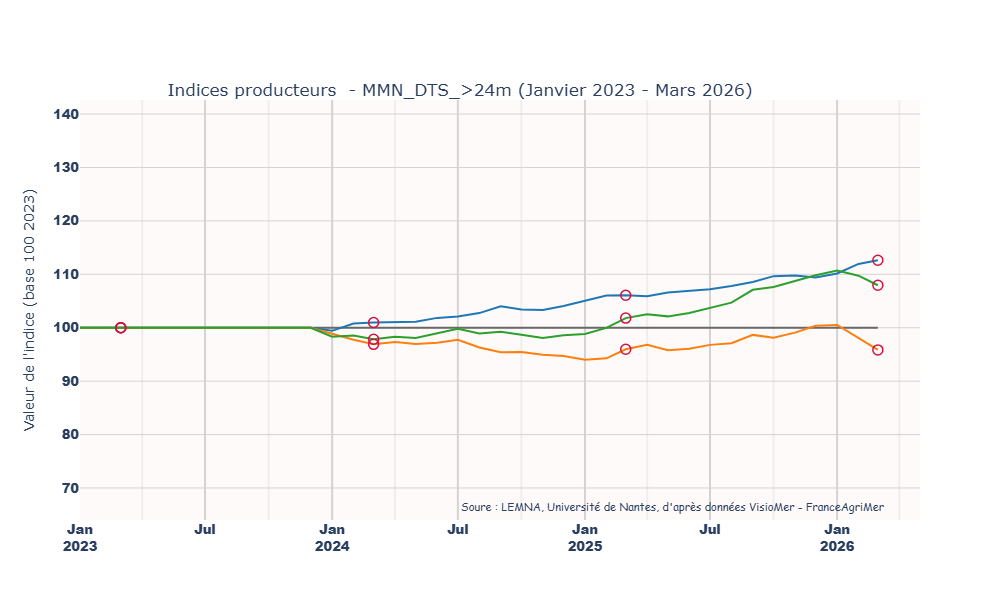 Indices producteurs  - MMN_DTS_>24m (Janvier 2023 - Mars 2026)
Valeur de l'indice (base 100 2023)
140
130
120
110
100
90
80
70
Soure : LEMNA, Université de Nantes, d'après données VisioMer - FranceAgriMer
Jan Jul Jan Jul Jan Jul Jan
2023 2024 2025 2026